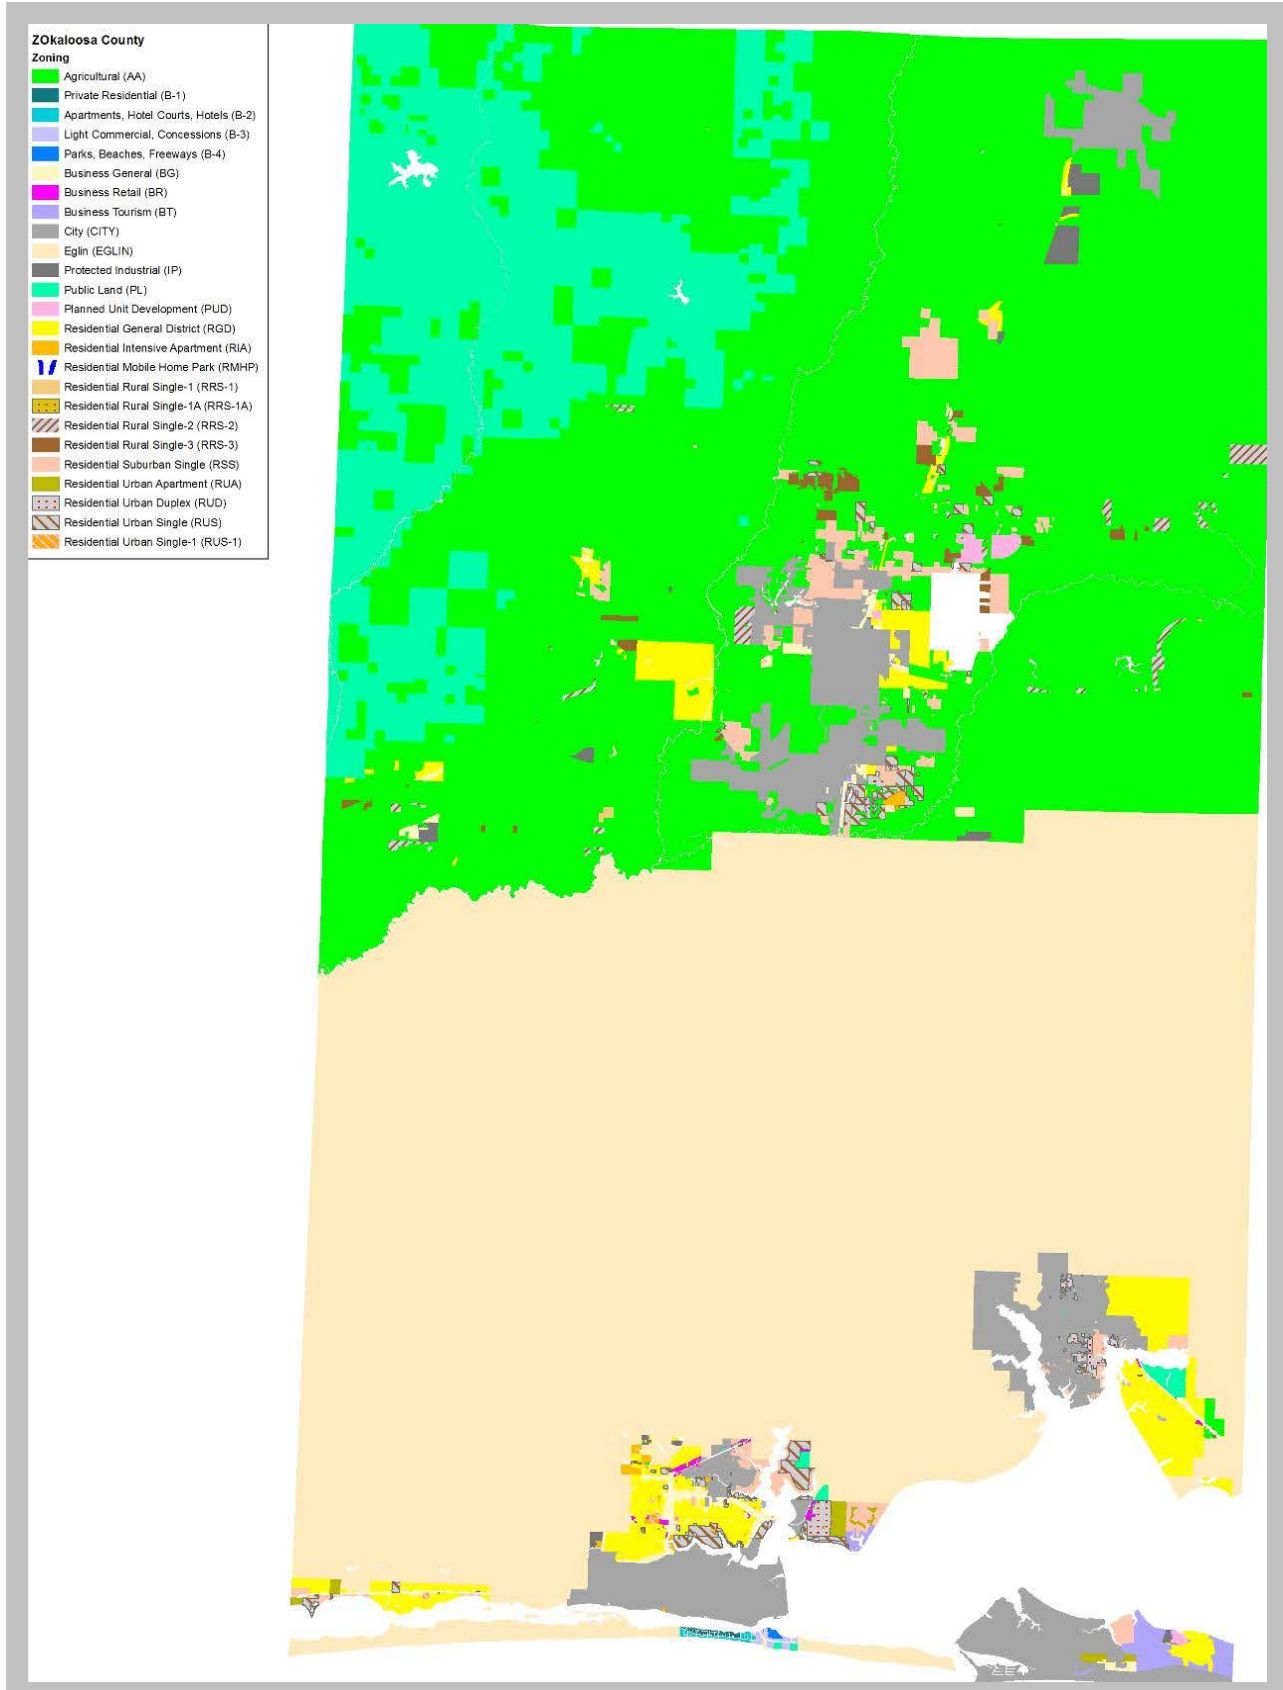 ZOkaloosa County
Zoning
Agricultural (AA)
Private Residential (B-1)
Apartments, Hotel Courts, Hotels (B-2)
Light Commercial, Concessions (B-3)
Parks, Beaches, Freeways (B-4)
Business General (BG)
Business Retail (BR)
Business Tourism (BT)
City (CITY)
Eglin (EGLIN)
Protected Industrial (IP)
Public Land (PL)
Planned Unit Development (PUD)
Residential General District (RGD)
Residential Intensive Apartment (RIA)
Residential Mobile Home Park (RMHP)
Residential Rural Single-1 (RRS-1)
Residential Rural Single-1A (RRS-1A)
Residential Rural Single-2 (RRS-2)
Residential Rural Single-3 (RRS-3)
Residential Suburban Single (RSS)
Residential Urban Apartment (RUA)
Residential Urban Duplex (RUD)
Residential Urban Single (RUS)
Residential Urban Single-1 (RUS-1)